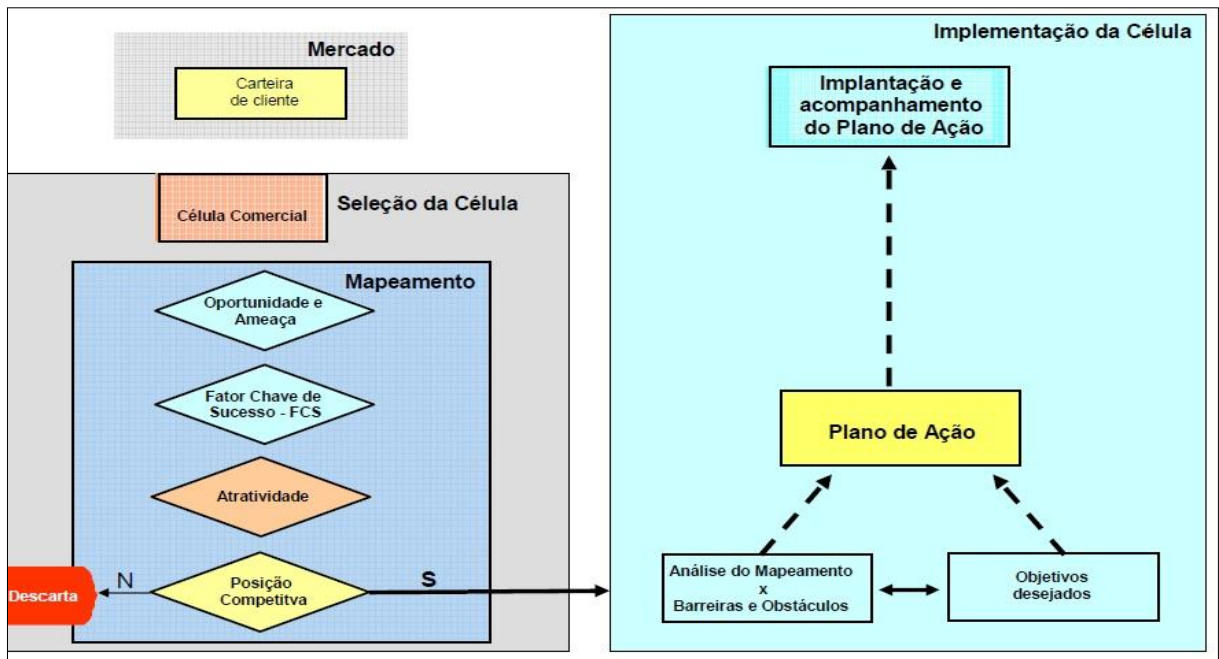 Mercado
Carteira
de cliente
Célula Comercial
Seleção da Célula
Mapeamento
Oportunidade e
Ameaça
Fator Chave de
Sucesso - FCS
Atratividade
Posição
Competitva
N
S
Descarta
Implementação da Célula
Implantação e
acompanhamento
do Plano de Ação
Plano de Ação
Análise do Mapeamento
x
Barreiras e Obstáculos
Objetivos
desejados